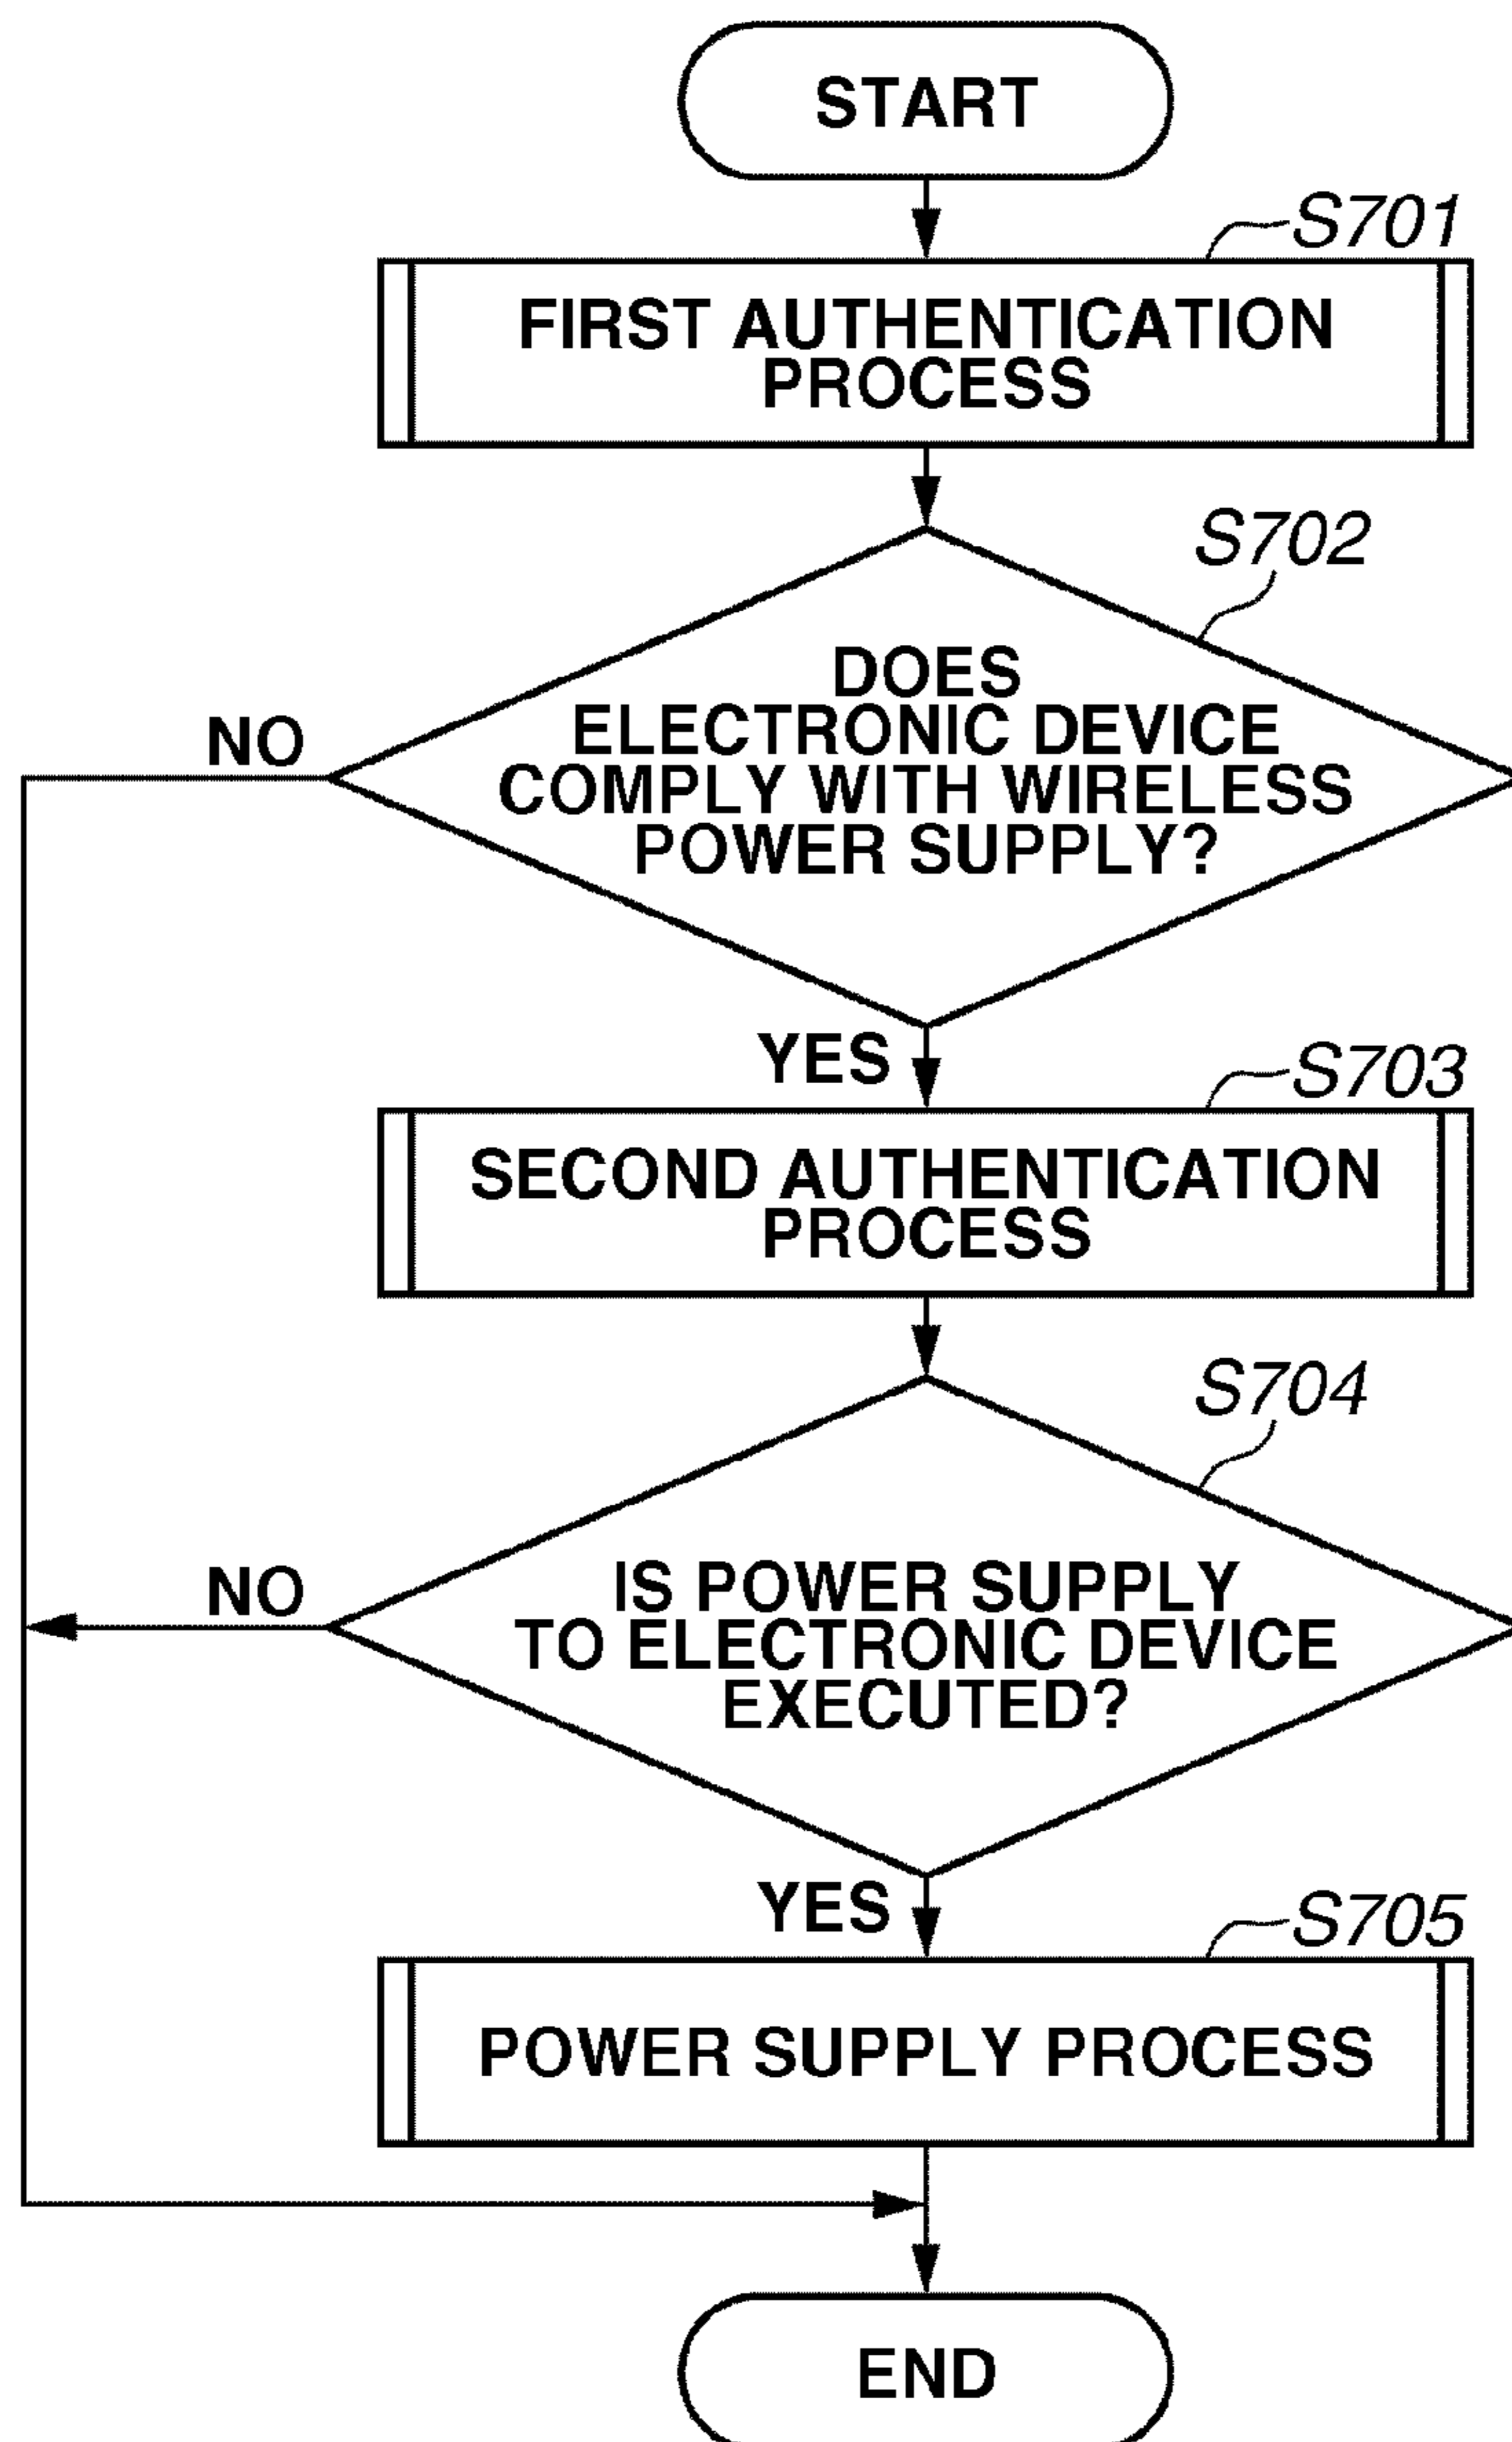 START
S701
FIRST AUTHENTICATION
PROCESS
S702
DOES
ELECTRONIC DEVICE
COMPLY WITH WIRELESS
POWER SUPPLY?
NO
YES
S703
SECOND AUTHENTICATION
PROCESS
S704
IS POWER SUPPLY
TO ELECTRONIC DEVICE
EXECUTED?
NO
YES
S705
POWER SUPPLY PROCESS
END